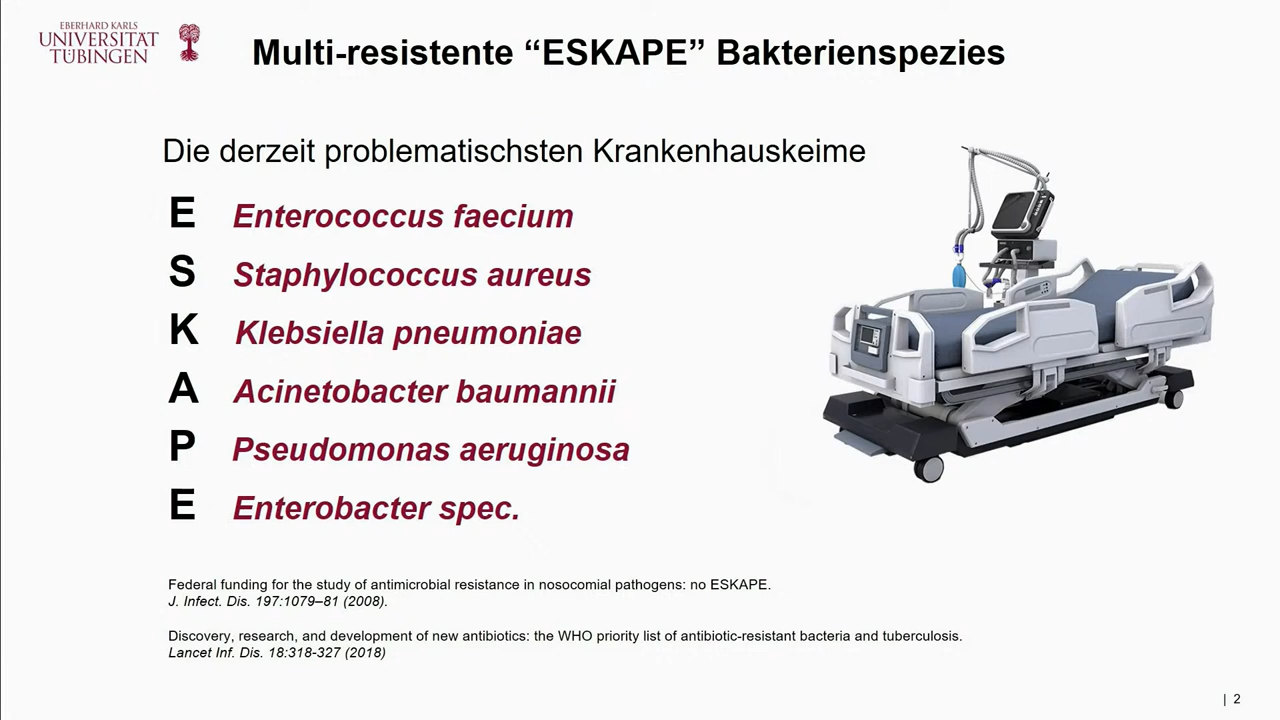 EBERHARD KARLS
UNIVERSITÄT
TÜBINGEN
Multi-resistente “ESKAPE” Bakterienspezies
Die derzeit problematischsten Krankenhauskeime
E Enterococcus faecium
S Staphylococcus aureus
K Klebsiella pneumoniae
A Acinetobacter baumannii
P Pseudomonas aeruginosa
E Enterobacter spec.
Federal funding for the study of antimicrobial resistance in nosocomial pathogens: no ESKAPE.
J. Infect. Dis. 197:1079–81 (2008).
Discovery, research, and development of new antibiotics: the WHO priority list of antibiotic-resistant bacteria and tuberculosis.
Lancet Inf. Dis. 18:318-327 (2018)
| 2